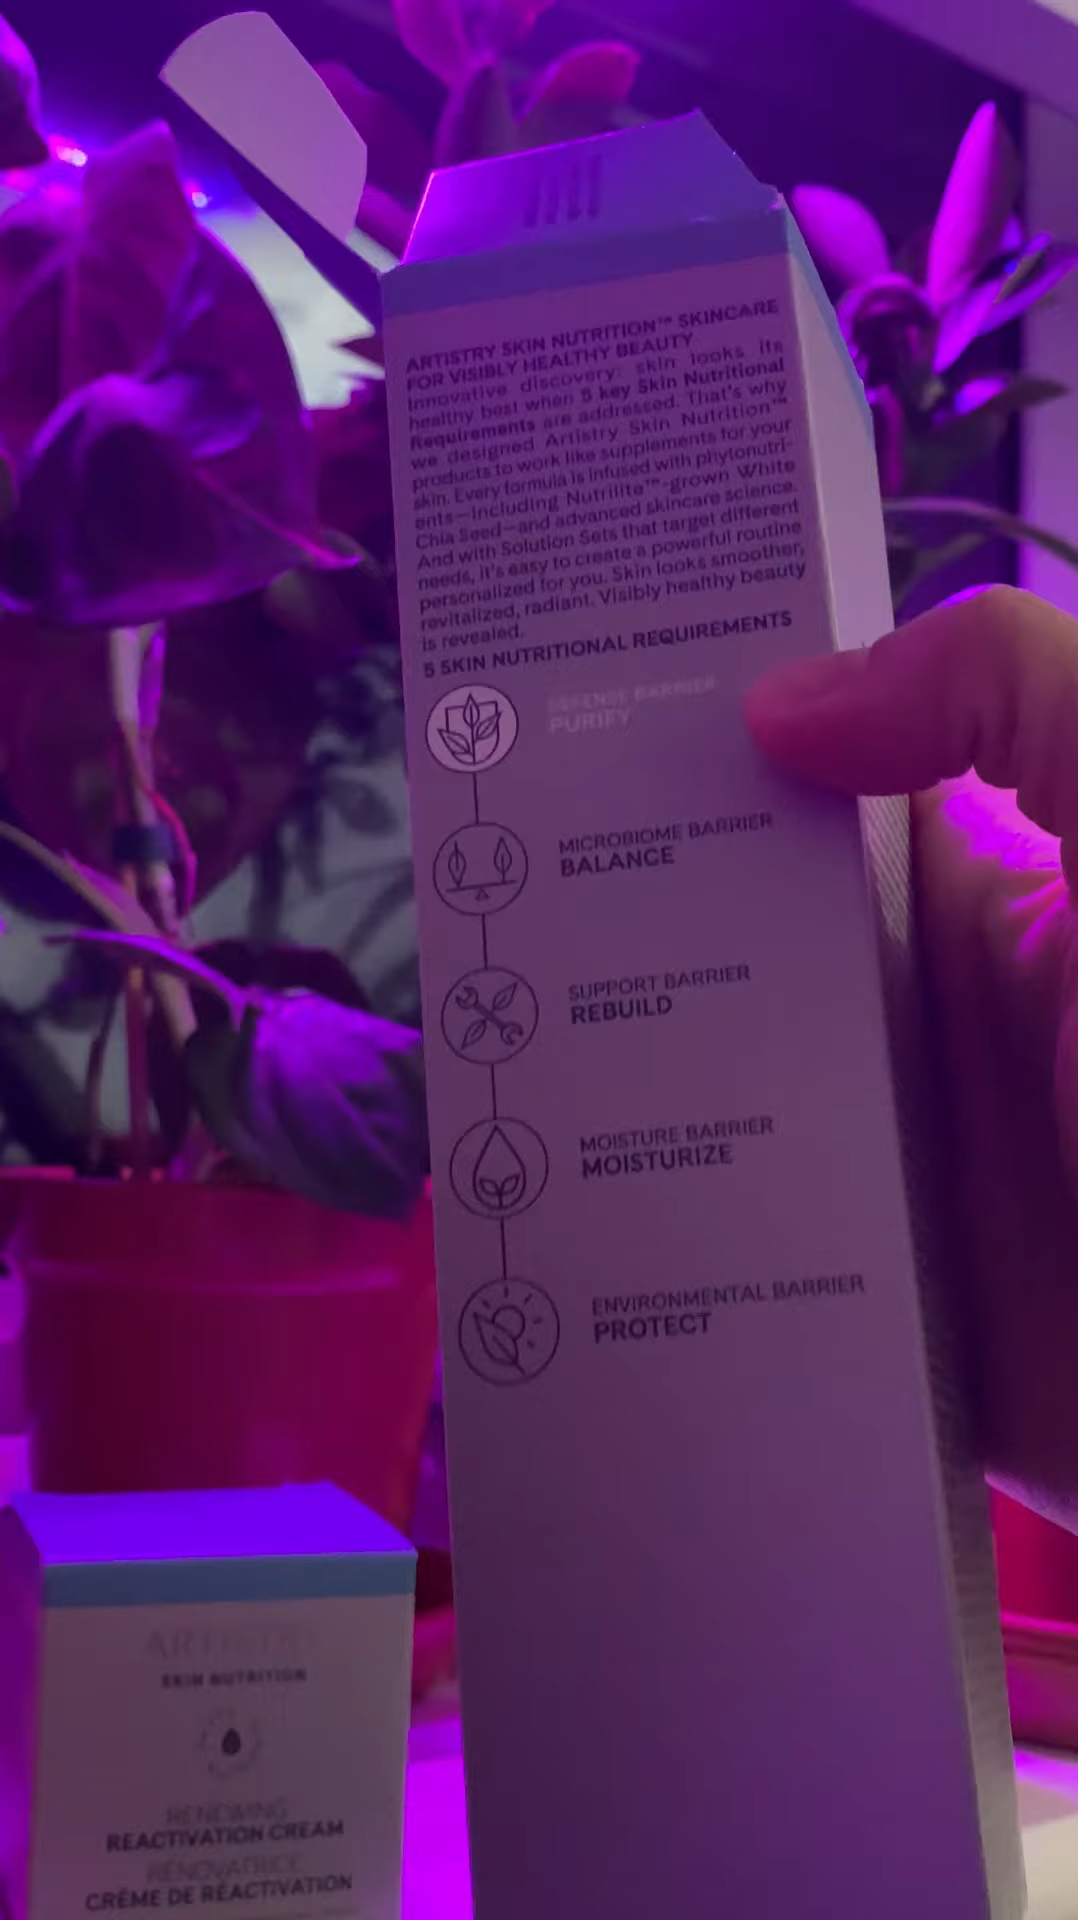 ARTISTRY SKIN NUTRITION™ SKINCARE
FOR VISIBLY HEALTHY BEAUTY
Innovative discovery: skin looks its
healthy best when 5 key Skin Nutritional
Requirements are addressed. That's why
we designed Artistry Skin Nutrition™
products to work like supplements for your
skin. Every formula is infused with phytonutri-
ents—including Nutrilite™-grown White
Chia Seed—and advanced skincare science.
And with Solution Sets that target different
needs, it's easy to create a powerful routine
personalized for you. Skin looks smoother,
revitalized, radiant. Visibly healthy beauty
is revealed.
5 SKIN NUTRITIONAL REQUIREMENTS
DEFENSE BARRIER
PURIFY
MICROBIOME BARRIER
BALANCE
SUPPORT BARRIER
REBUILD
MOISTURE BARRIER
MOISTURIZE
ENVIRONMENTAL BARRIER
PROTECT
ARTISTRY
SKIN NUTRITION
RENEWING
REACTIVATION CREAM
RÉNOVATRICE
CRÈME DE RÉACTIVATION